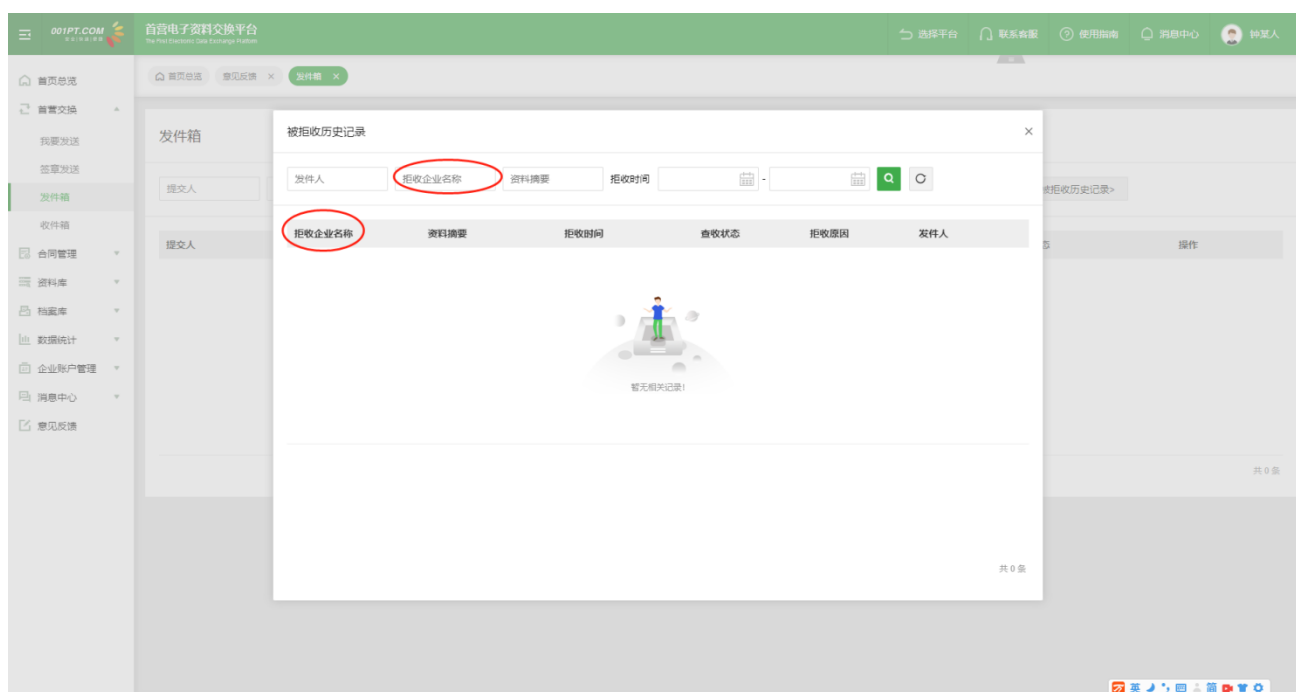 001PT.COM
首营电子资料交换平台
选择平台 联系客服 使用指南 消息中心 钟某人
首页总览 意见反馈 × 发件箱 ×
首页总览
首营交换
我要发送
签章发送
发件箱
收件箱
合同管理
资料库
档案库
数据统计
企业账户管理
消息中心
意见反馈
发件箱
提交人
被拒收历史记录>
提交人 操作
被拒收历史记录 ×
发件人 拒收企业名称 资料摘要 拒收时间 -
拒收企业名称 资料摘要 拒收时间 查收状态 拒收原因 发件人
暂无相关记录!
共 0 条
共 0 条
英 简